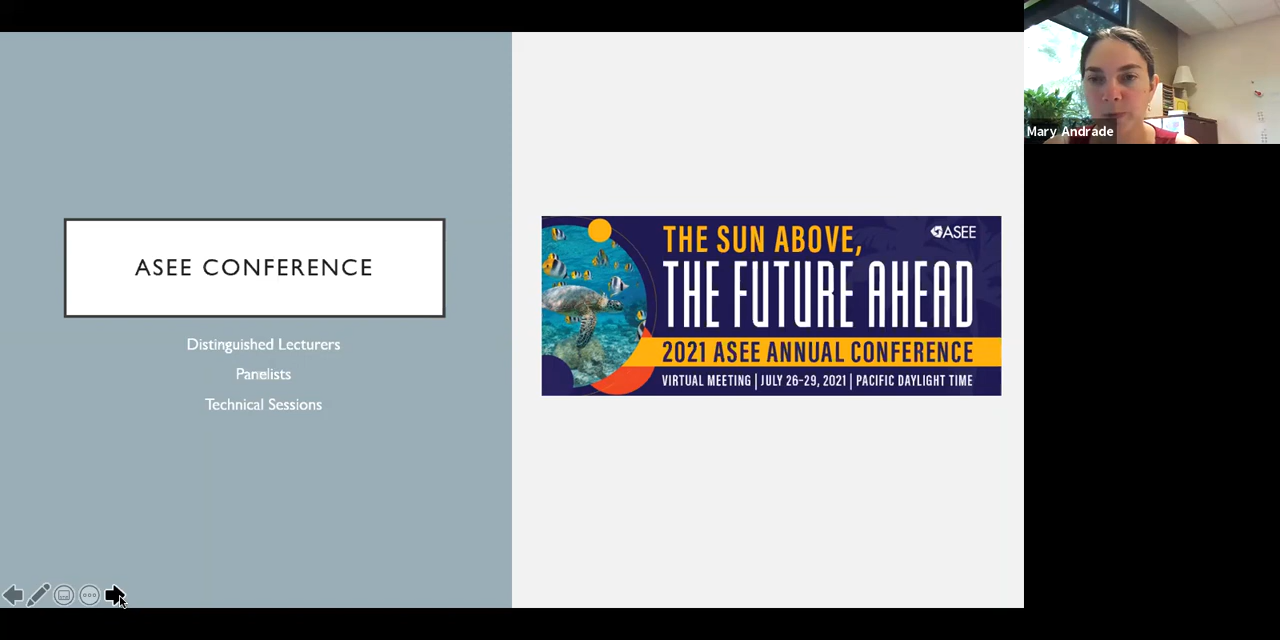 ASEE CONFERENCE
Distinguished Lecturers
Panelists
Technical Sessions
THE SUN ABOVE,
ASEE
THE FUTURE AHEAD
2021 ASEE ANNUAL CONFERENCE
VIRTUAL MEETING | JULY 26-29, 2021 | PACIFIC DAYLIGHT TIME
Mary Andrade